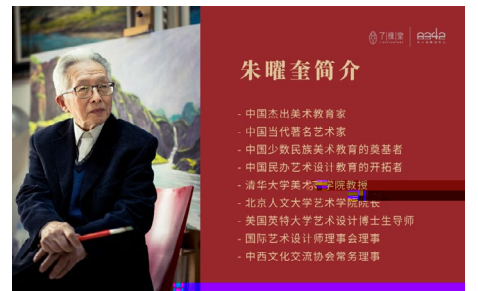 朱曜奎简介
- 中国杰出美术教育家
- 中国当代著名艺术家
- 中国少数民族美术教育的奠基者
- 中国民办艺术设计教育的开拓者
- 清华大学美术学院教授
- 北京人文大学艺术学院院长
- 美国英特大学艺术设计博士生导师
- 国际艺术设计师理事会理事
- 中西文化交流协会常务理事